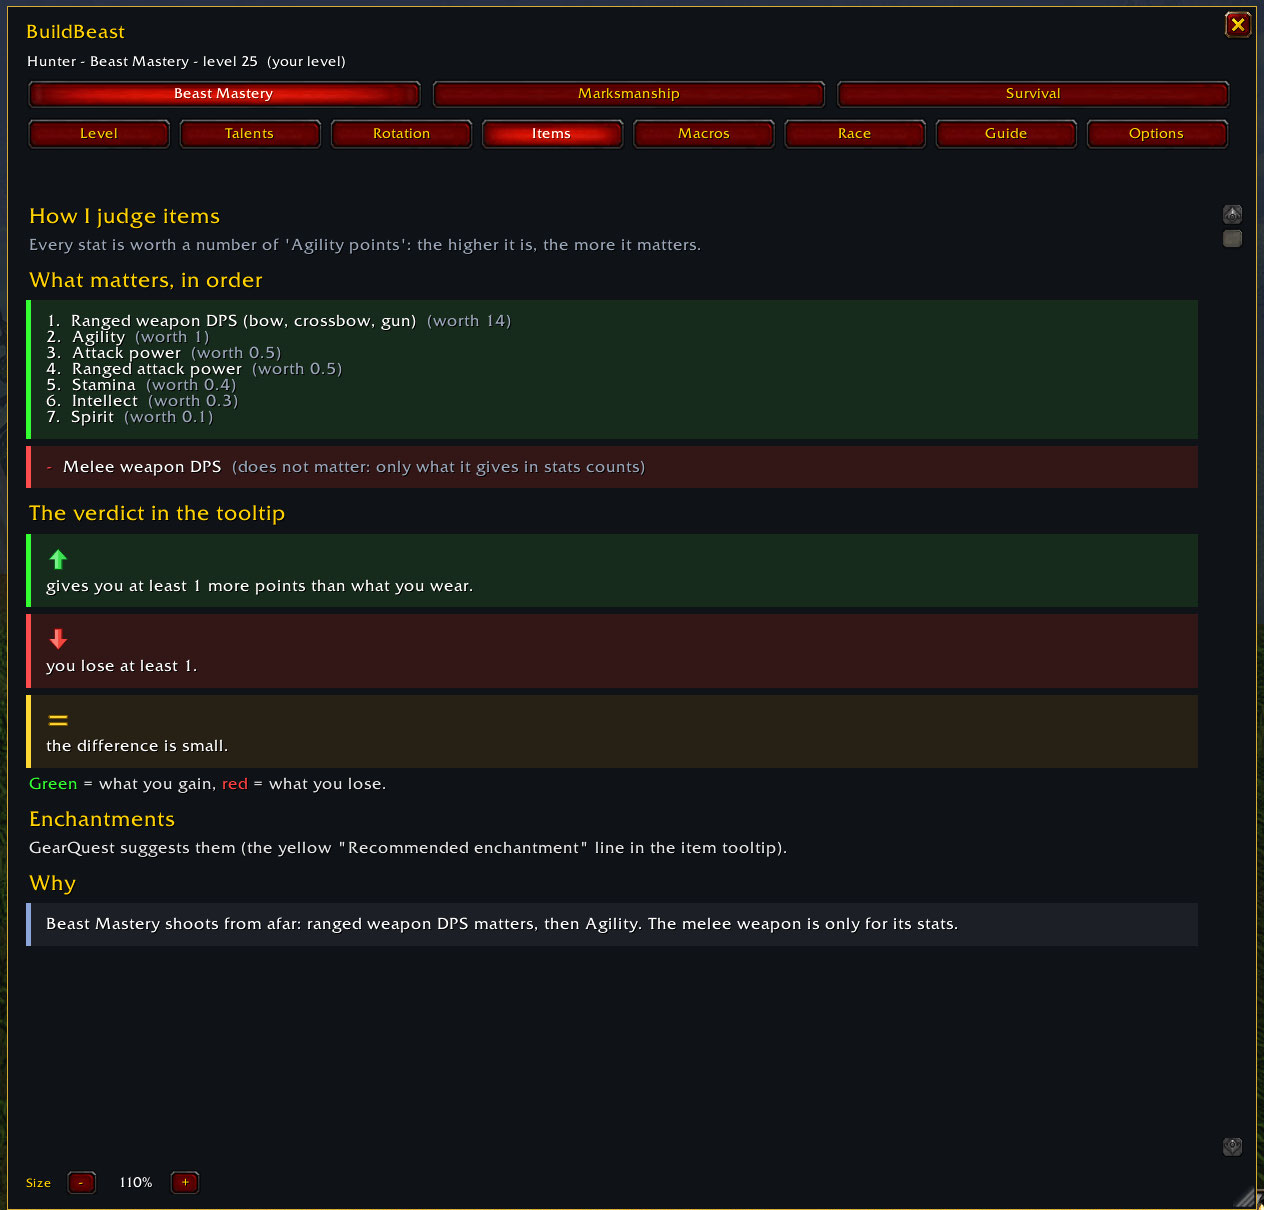 BuildBeast
Hunter - Beast Mastery - level 25 (your level)
Beast Mastery Marksmanship Survival
Level Talents Rotation Items Macros Race Guide Options
How I judge items
Every stat is worth a number of 'Agility points': the higher it is, the more it matters.
What matters, in order
1. Ranged weapon DPS (bow, crossbow, gun) (worth 14)
2. Agility (worth 1)
3. Attack power (worth 0.5)
4. Ranged attack power (worth 0.5)
5. Stamina (worth 0.4)
6. Intellect (worth 0.3)
7. Spirit (worth 0.1)
- Melee weapon DPS (does not matter: only what it gives in stats counts)
The verdict in the tooltip
gives you at least 1 more points than what you wear.
you lose at least 1.
=
the difference is small.
Green = what you gain, red = what you lose.
Enchantments
GearQuest suggests them (the yellow "Recommended enchantment" line in the item tooltip).
Why
Beast Mastery shoots from afar: ranged weapon DPS matters, then Agility. The melee weapon is only for its stats.
Size - 110% +